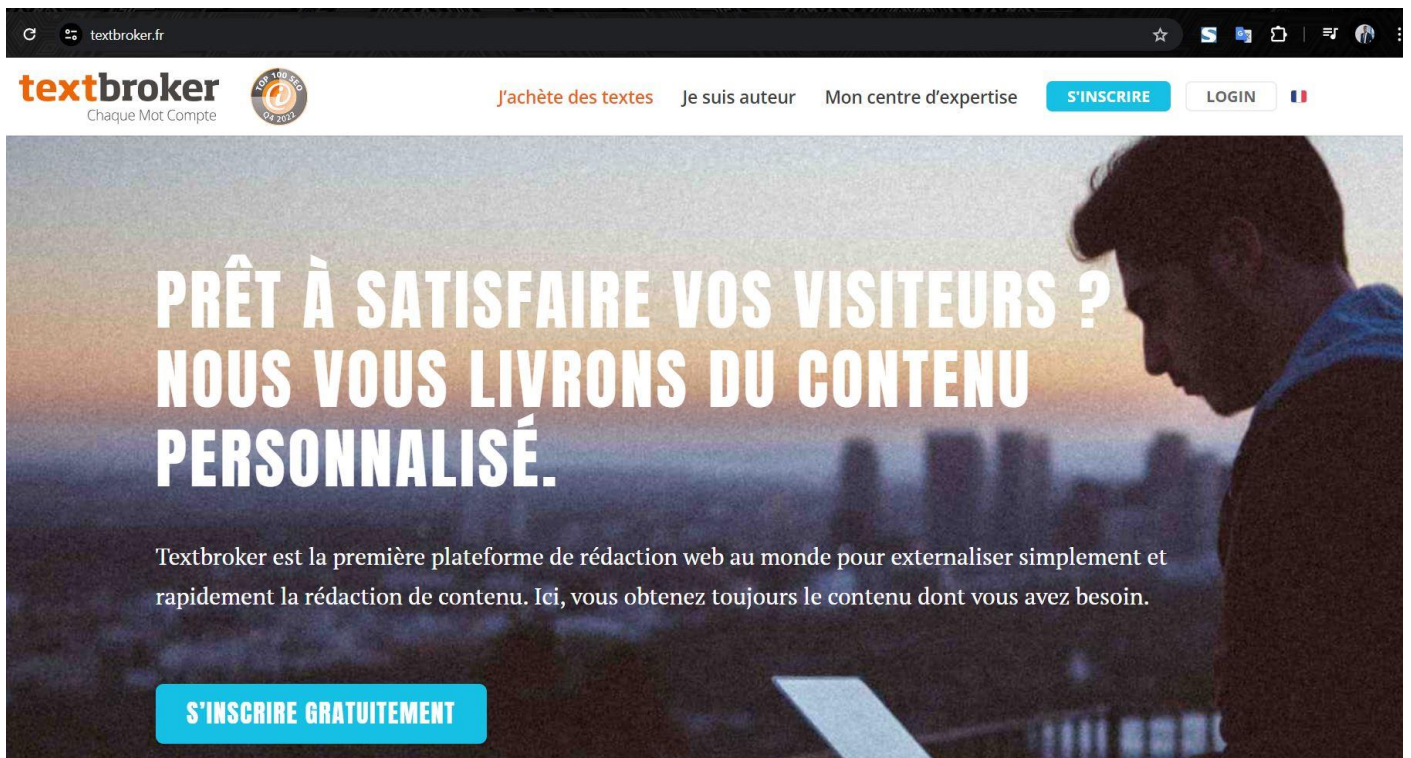 textbroker.fr
textbroker
Chaque Mot Compte
TOP 100 SEO
Q4 2022
J'achète des textes
Je suis auteur
Mon centre d'expertise
S'INSCRIRE
LOGIN
PRÊT À SATISFAIRE VOS VISITEURS ?
NOUS VOUS LIVRONS DU CONTENU
PERSONNALISÉ.
Textbroker est la première plateforme de rédaction web au monde pour externaliser simplement et
rapidement la rédaction de contenu. Ici, vous obtenez toujours le contenu dont vous avez besoin.
S'INSCRIRE GRATUITEMENT